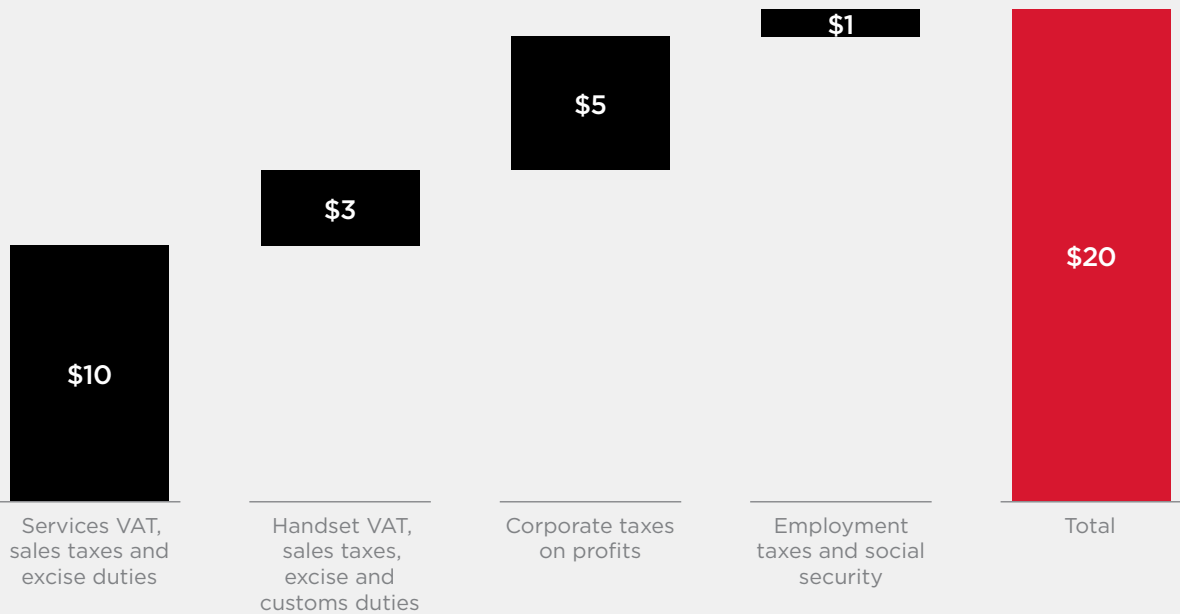 $1
$5
$3
$20
$10
Services VAT,
sales taxes and
excise duties
Handset VAT,
sales taxes,
excise and
customs duties
Corporate taxes
on profits
Employment
taxes and social
security
Total